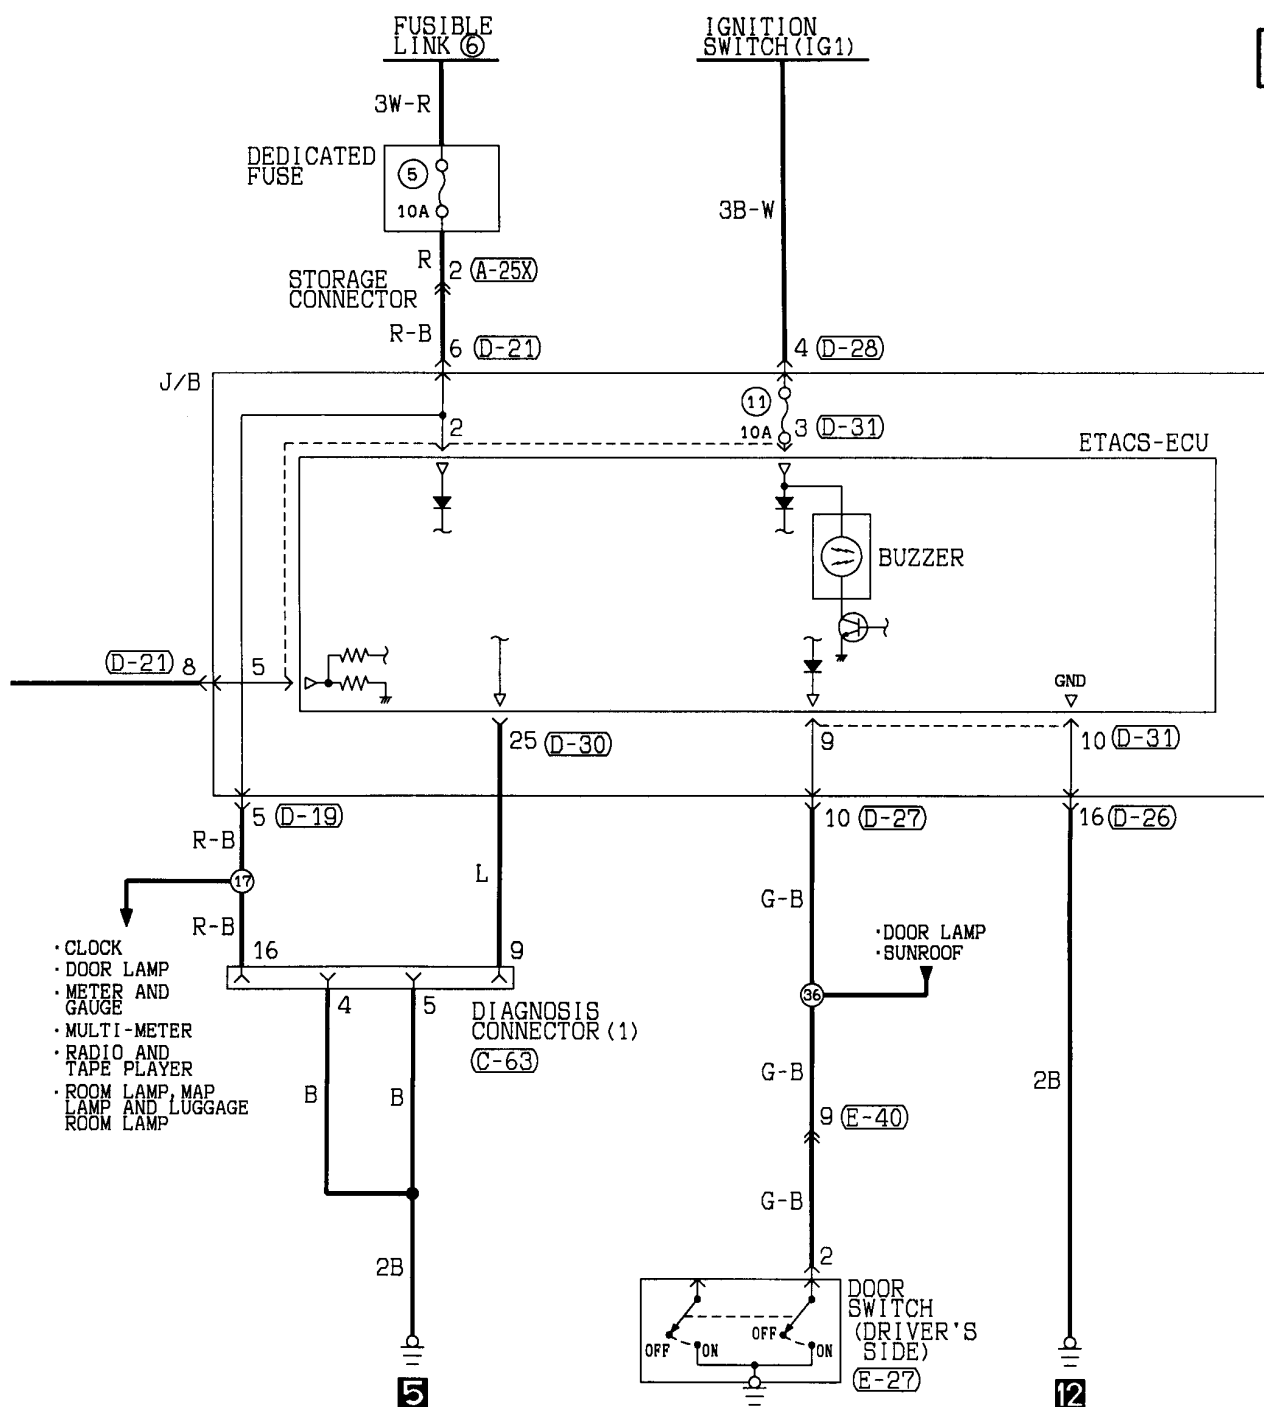 FUSIBLE
LINK ⑥
IGNITION
SWITCH(IG1)
3W-R
DEDICATED
FUSE
5
10A
3B-W
R
2 (A-25X)
STORAGE
CONNECTOR
R-B
6 (D-21)
4 (D-28)
J/B
11
10A
3 (D-31)
2
ETACS-ECU
BUZZER
(D-21) 8
5
GND
25 (D-30)
9
10 (D-31)
5 (D-19)
10 (D-27)
16 (D-26)
R-B
L
17
G-B
R-B
·CLOCK
·DOOR LAMP
·METER AND
GAUGE
·MULTI-METER
·RADIO AND
TAPE PLAYER
·ROOM LAMP,MAP
LAMP AND LUGGAGE
ROOM LAMP
·DOOR LAMP
·SUNROOF
16
9
36
4
5
DIAGNOSIS
CONNECTOR(1)
(C-63)
B
B
G-B
2B
9 (E-40)
G-B
2B
2
DOOR
SWITCH
(DRIVER'S
SIDE)
(E-27)
OFF
ON
OFF
ON
5
12